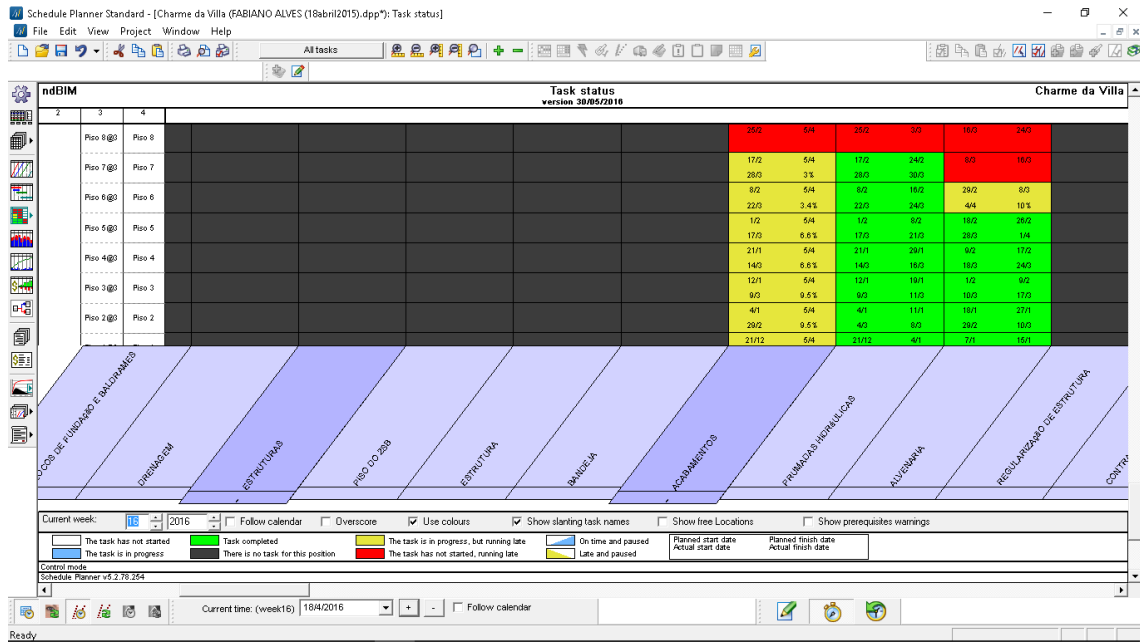 Schedule Planner Standard - [Charme da Villa (FABIANO ALVES (18abril2015).dpp*): Task status]
File Edit View Project Window Help
All tasks
ndBIM Task status Charme da Villa
version 30/05/2016
2 3 4
Piso 8@3 Piso 8 25/2 5/4 25/2 3/3 16/3 24/3
Piso 7@3 Piso 7 17/2 5/4 17/2 24/2 8/3 16/3
28/3 3% 28/3 30/3
Piso 6@3 Piso 6 8/2 5/4 8/2 16/2 29/2 8/3
22/3 3.4% 22/3 24/3 4/4 10%
Piso 5@3 Piso 5 1/2 5/4 1/2 8/2 18/2 26/2
17/3 6.6% 17/3 21/3 28/3 1/4
Piso 4@3 Piso 4 21/1 5/4 21/1 29/1 9/2 17/2
14/3 6.6% 14/3 16/3 18/3 24/3
Piso 3@3 Piso 3 12/1 5/4 12/1 19/1 1/2 9/2
9/3 9.5% 9/3 11/3 10/3 17/3
Piso 2@3 Piso 2 4/1 5/4 4/1 11/1 18/1 27/1
29/2 9.5% 4/3 8/3 29/2 10/3
21/12 5/4 21/12 4/1 7/1 15/1
OCOS DE FUNDAÇÃO E BALDRAMES
DRENAGEM
ESTRUTURAS
PISO DO 2SB
ESTRUTURA
BANDEJA
ACABAMENTOS
PRUMADAS HIDRÁULICAS
ALVENARIA
REGULARIZAÇÃO DE ESTRUTURA
CONTRA
Current week: 16 2016 Follow calendar Overscore Use colours Show slanting task names Show free Locations Show prerequisites warnings
The task has not started Task completed The task is in progress, but running late On time and paused Planned start date Planned finish date
Actual start date Actual finish date
The task is in progress There is no task for this position The task has not started, running late Late and paused
Control mode
Schedule Planner v5.2.78.254
Current time: (week16) 18/4/2016 + - Follow calendar
Ready